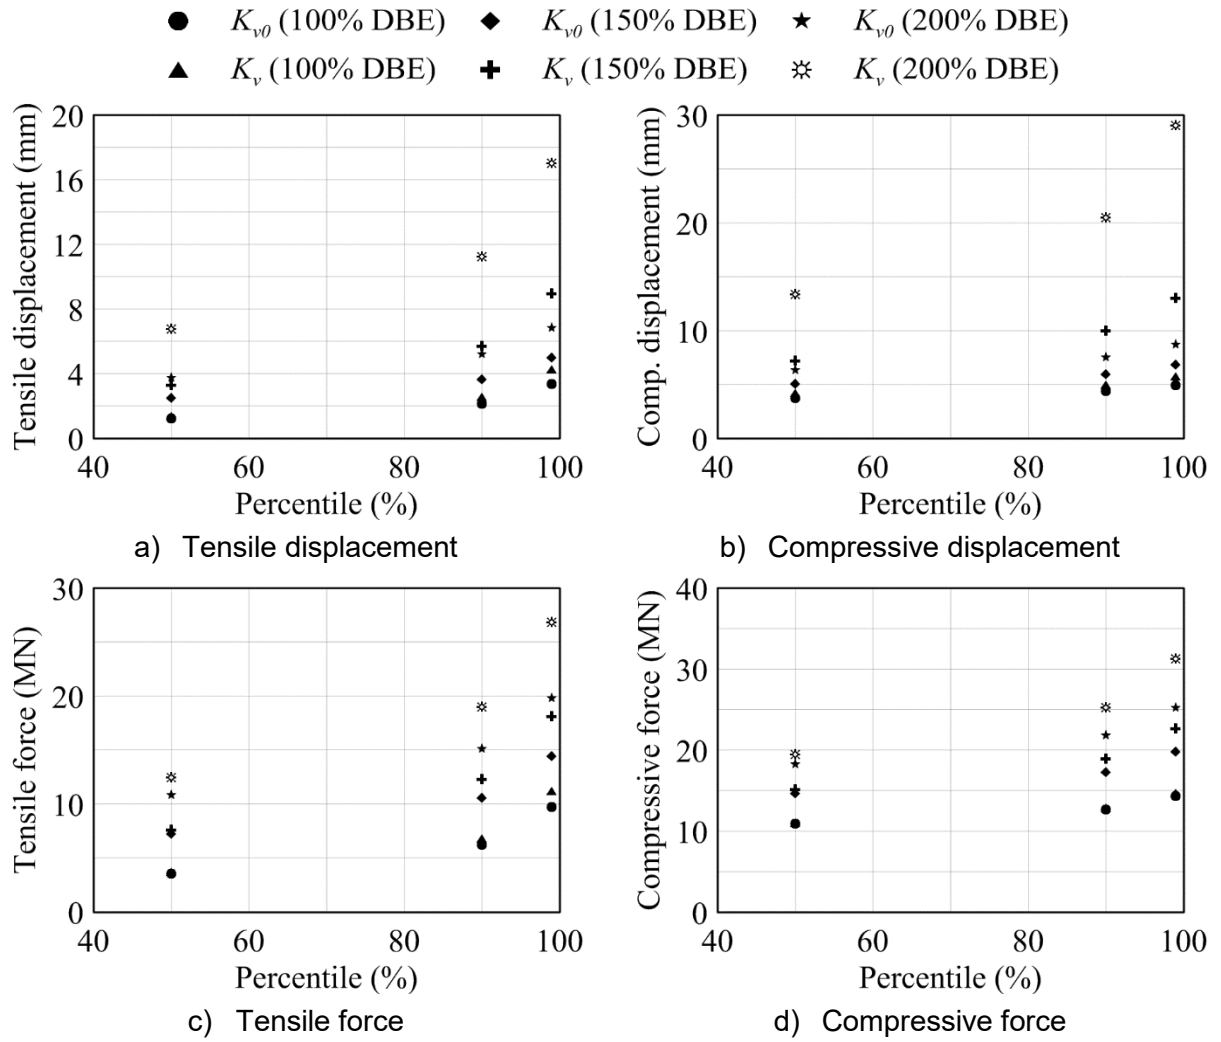 K_v0 (100% DBE) K_v0 (150% DBE) K_v0 (200% DBE)
K_v (100% DBE) K_v (150% DBE) K_v (200% DBE)
Tensile displacement (mm)
20
16
12
8
4
0
40 60 80 100
Percentile (%)
a) Tensile displacement
Comp. displacement (mm)
30
20
10
0
40 60 80 100
Percentile (%)
b) Compressive displacement
Tensile force (MN)
30
20
10
0
40 60 80 100
Percentile (%)
c) Tensile force
Compressive force (MN)
40
30
20
10
0
40 60 80 100
Percentile (%)
d) Compressive force